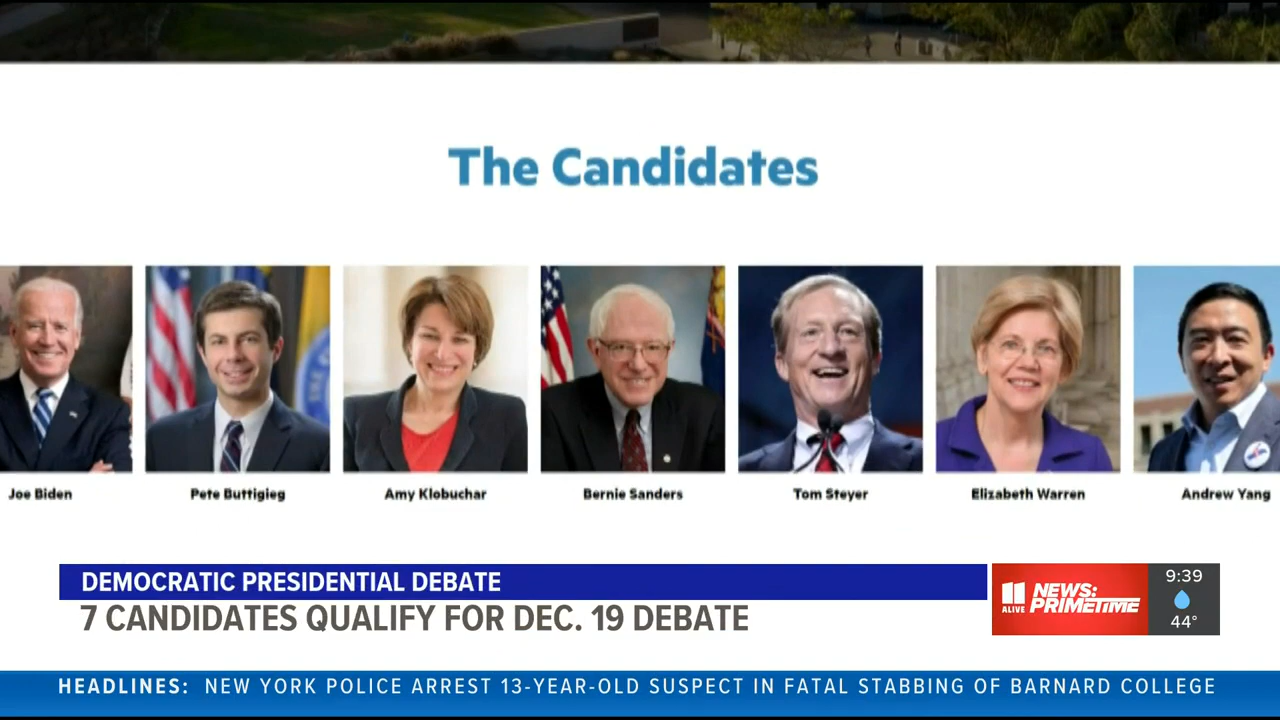 The Candidates
Joe Biden
Pete Buttigieg
Amy Klobuchar
Bernie Sanders
Tom Steyer
Elizabeth Warren
Andrew Yang
DEMOCRATIC PRESIDENTIAL DEBATE
7 CANDIDATES QUALIFY FOR DEC. 19 DEBATE
11 ALIVE
NEWS:
PRIMETIME
9:39
44°
HEADLINES: NEW YORK POLICE ARREST 13-YEAR-OLD SUSPECT IN FATAL STABBING OF BARNARD COLLEGE